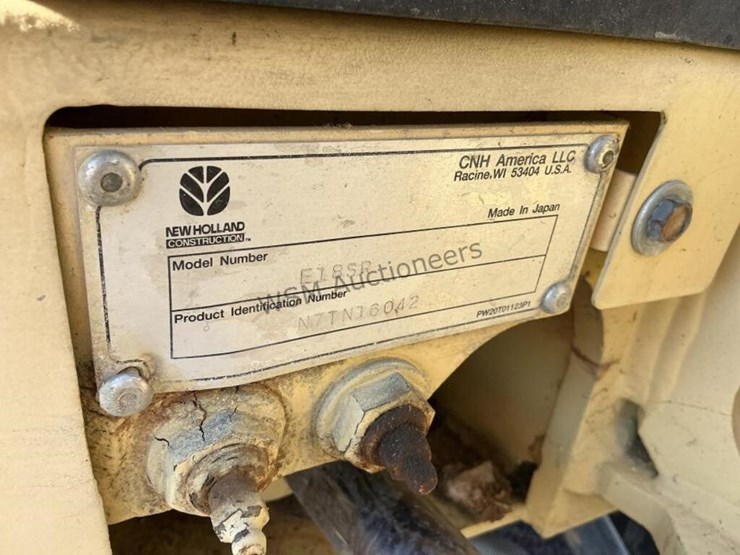 CNH America LLC
Racine, WI 53404 U.S.A.
NEW HOLLAND
CONSTRUCTION™
Made In Japan
Model Number E18SR
WSM Auctioneers
Product Identification Number
N7TN16042
PW20T01123P1